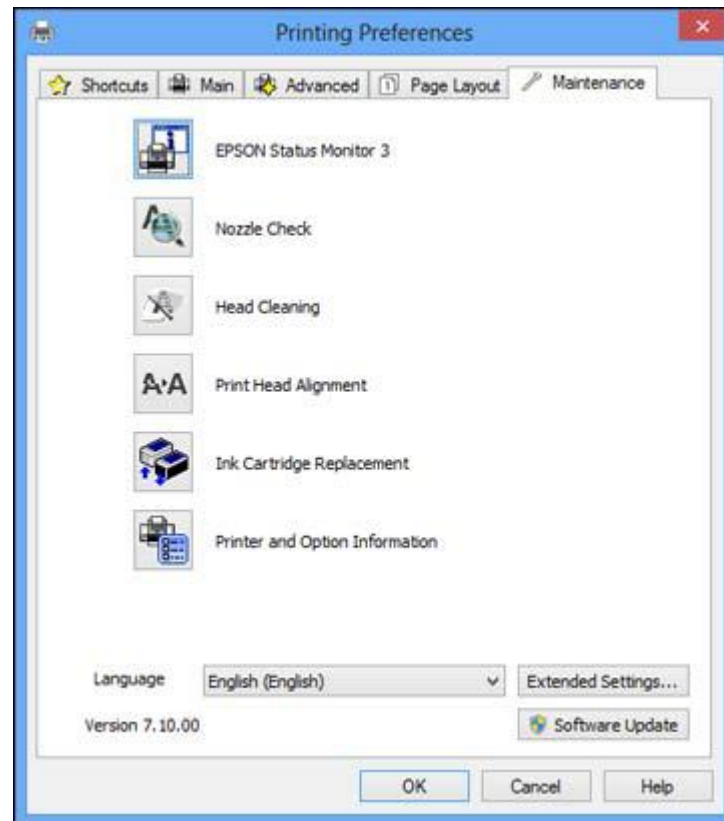 Printing Preferences
Shortcuts Main Advanced 1 Page Layout Maintenance
EPSON Status Monitor 3
Nozzle Check
Head Cleaning
A A Print Head Alignment
Ink Cartridge Replacement
Printer and Option Information
Language English (English) Extended Settings...
Version 7.10.00 Software Update
OK Cancel Help